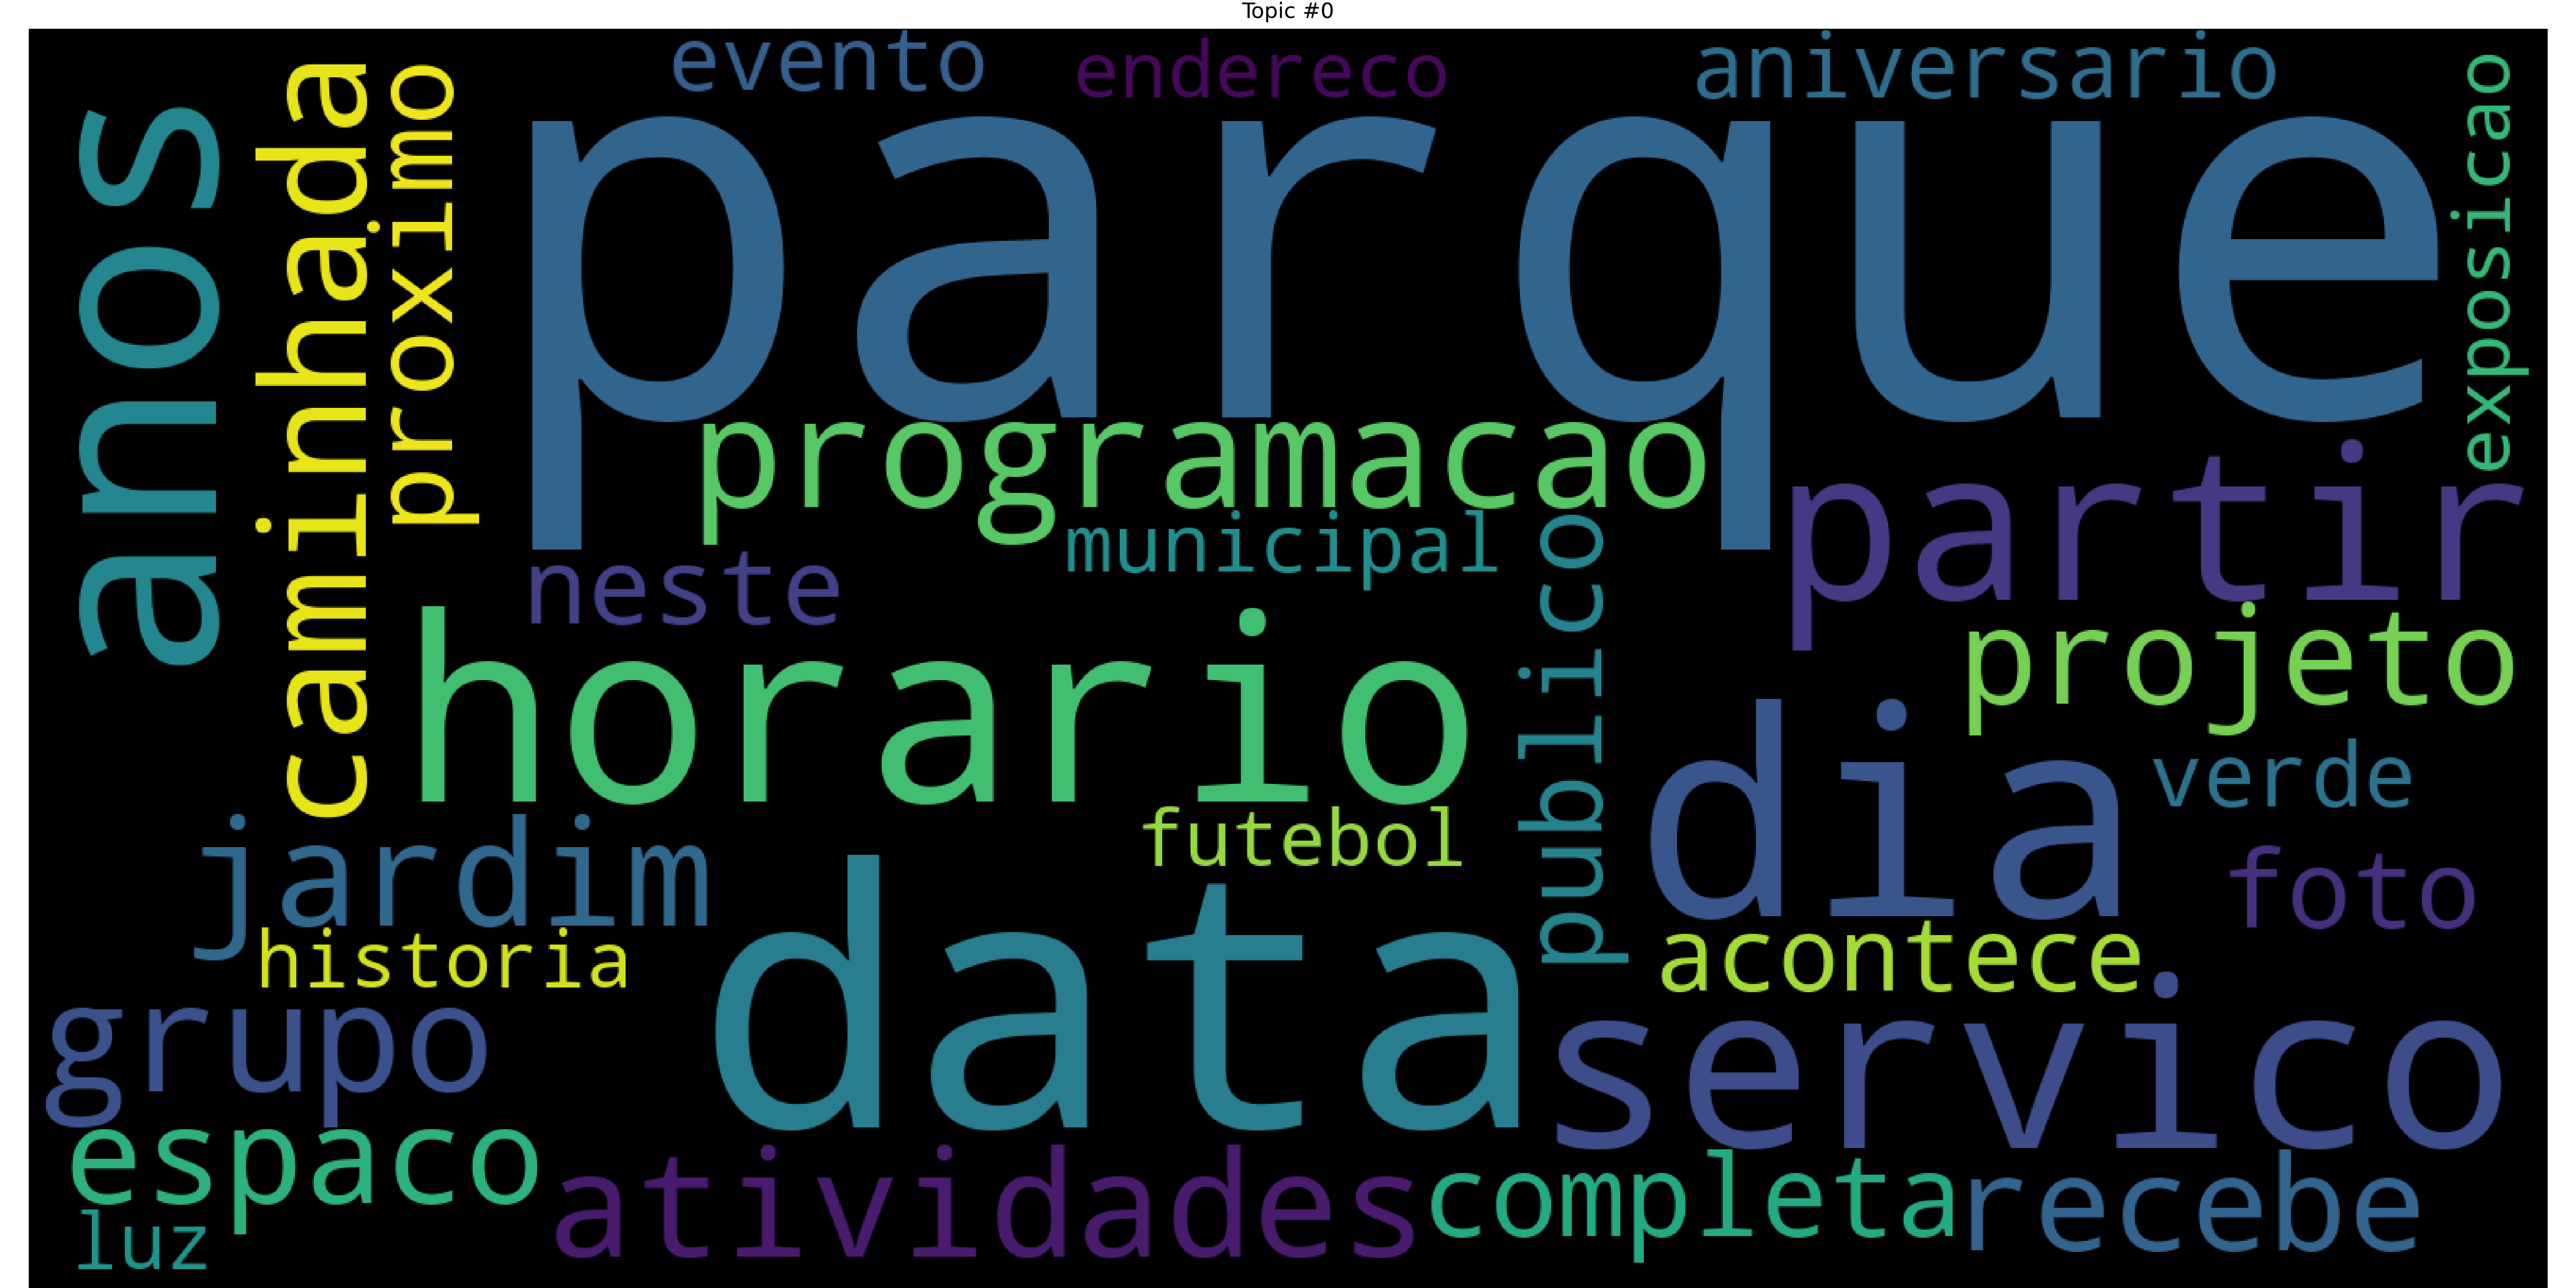 Topic #0
evento
endereco
aniversario
anos
caminhada
proximo
parque
exposicao
programacao
partir
municipal
neste
publico
horario
projeto
dia
verde
jardim
futebol
foto
historia
data
acontece
grupo
servico
espaco
atividades
completa
recebe
luz